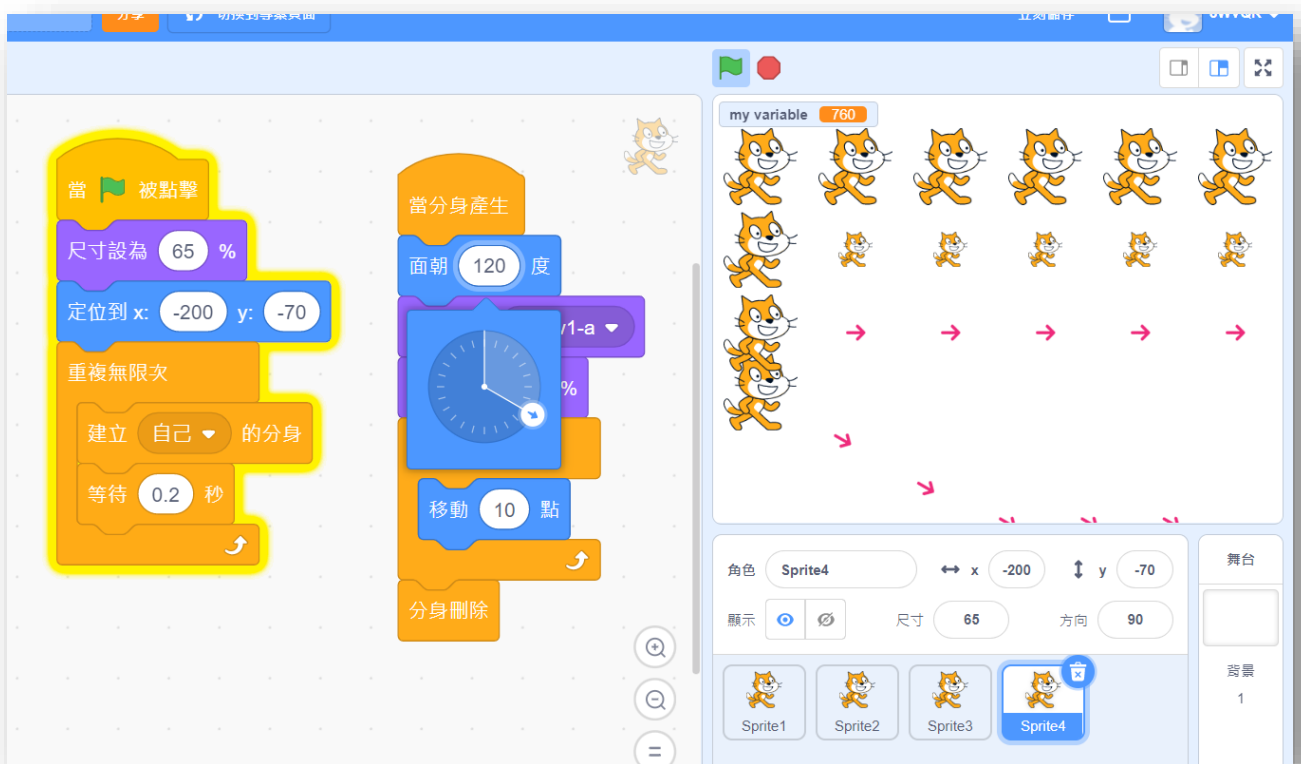 分享
切換到專案頁面
立刻儲存
當 被點擊
尺寸設為 65 %
定位到 x: -200 y: -70
重複無限次
建立 自己 的分身
等待 0.2 秒
當分身產生
面朝 120 度
1-a
%
移動 10 點
分身刪除
my variable 760
角色 Sprite4 x -200 y -70
顯示 尺寸 65 方向 90
Sprite1 Sprite2 Sprite3 Sprite4
舞台
背景
1